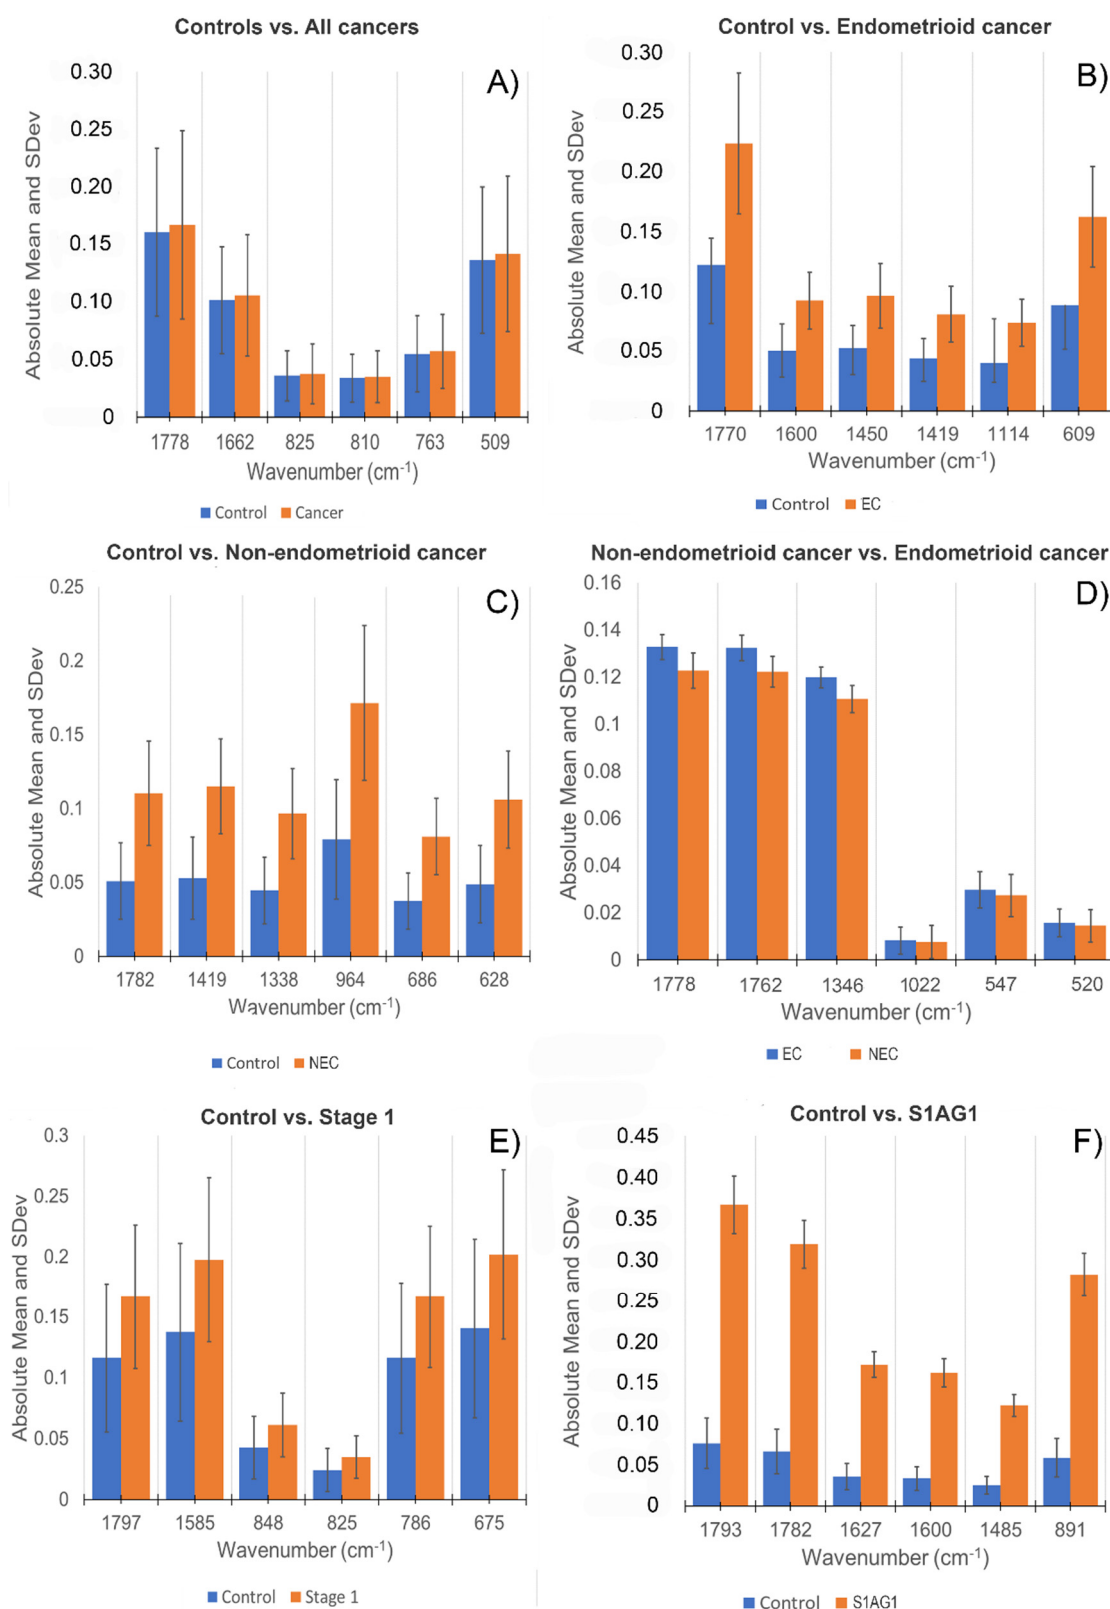 Controls vs. All cancers
A)
Absolute Mean and SDev
0.30
0.25
0.20
0.15
0.10
0.05
0
1778 1662 825 810 763 509
Wavenumber (cm⁻¹)
Control Cancer
Control vs. Endometrioid cancer
B)
Absolute Mean and SDev
0.30
0.25
0.20
0.15
0.10
0.05
0
1770 1600 1450 1419 1114 609
Wavenumber (cm⁻¹)
Control EC
Control vs. Non-endometrioid cancer
C)
Absolute Mean and SDev
0.25
0.2
0.15
0.1
0.05
0
1782 1419 1338 964 686 628
Wavenumber (cm⁻¹)
Control NEC
Non-endometrioid cancer vs. Endometrioid cancer
D)
Absolute Mean and SDev
0.16
0.14
0.12
0.1
0.08
0.06
0.04
0.02
0
1778 1762 1346 1022 547 520
Wavenumber (cm⁻¹)
EC NEC
Control vs. Stage 1
E)
Absolute Mean and SDev
0.3
0.25
0.2
0.15
0.1
0.05
0
1797 1585 848 825 786 675
Wavenumber (cm⁻¹)
Control Stage 1
Control vs. S1AG1
F)
Absolute Mean and SDev
0.45
0.40
0.35
0.30
0.25
0.20
0.15
0.10
0.05
0
1793 1782 1627 1600 1485 891
Wavenumber (cm⁻¹)
Control S1AG1